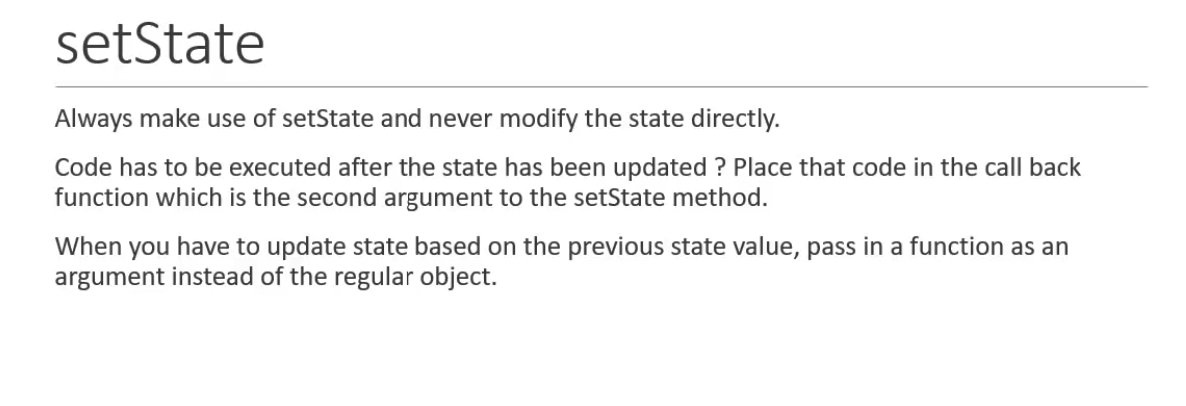 setState
Always make use of setState and never modify the state directly.
Code has to be executed after the state has been updated ? Place that code in the call back
function which is the second argument to the setState method.
When you have to update state based on the previous state value, pass in a function as an
argument instead of the regular object.